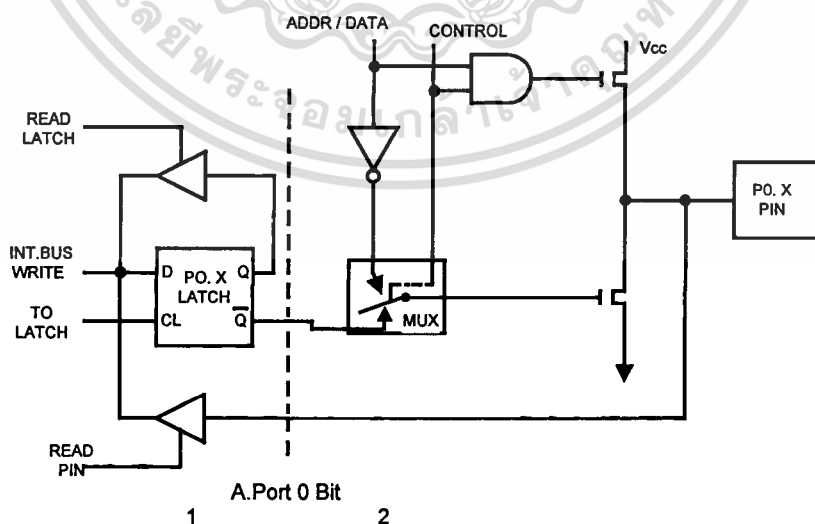 ADDR / DATA
CONTROL
Vcc
READ
LATCH
P0. X
PIN
INT.BUS
WRITE
D
Q
PO. X
LATCH
TO
LATCH
CL
Q
MUX
READ
PIN
A.Port 0 Bit
1
2